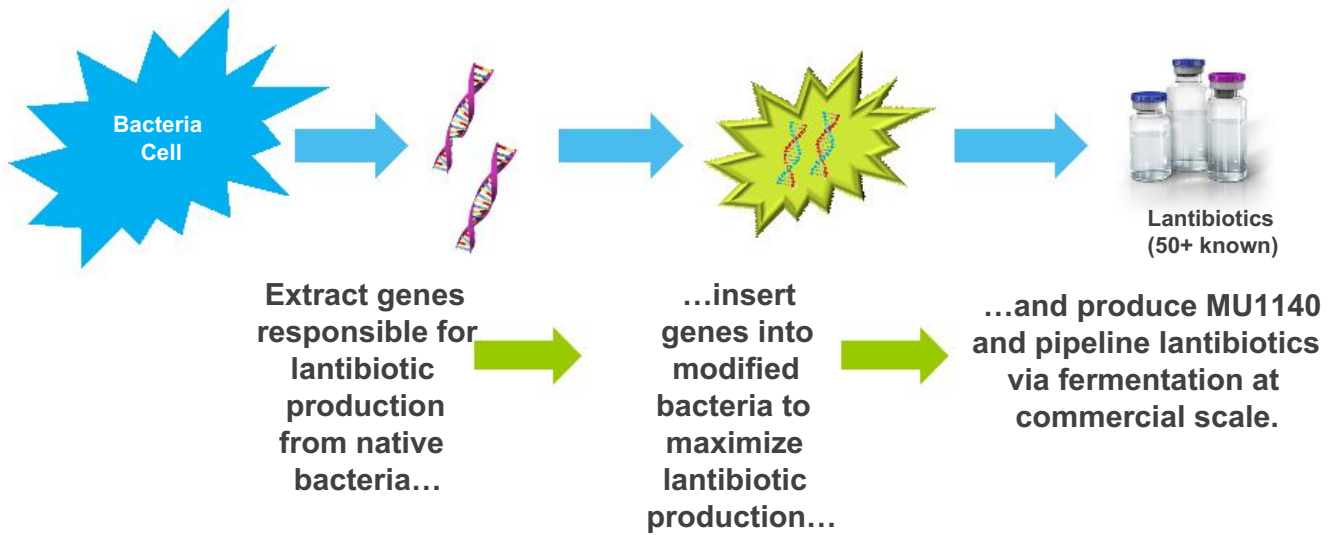 Bacteria
Cell
Lantibiotics
(50+ known)
Extract genes
responsible for
lantibiotic
production
from native
bacteria…
…insert
genes into
modified
bacteria to
maximize
lantibiotic
production…
…and produce MU1140
and pipeline lantibiotics
via fermentation at
commercial scale.